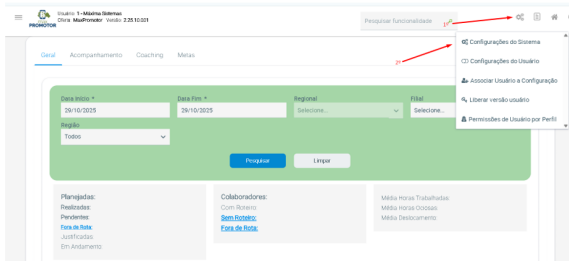 Usuário: 1 - Máxima Sistemas
Olária MaxPromotor Versão: 2.25.10.001
PROMOTOR
Pesquisar funcionalidade
1º
2º
Configurações do Sistema
Configurações do Usuário
Associar Usuário a Configuração
Liberar versão usuário
Permissões de Usuário por Perfil
Geral Acompanhamento Coaching Metas
Data Início * Data Fim * Regional Filial
29/10/2025 29/10/2025 Selecione... Selecione...
Região
Todos
Pesquisar Limpar
Planejadas:
Realizadas:
Pendentes:
Fora de Rota:
Justificadas
Em Andamento
Colaboradores:
Com Roteiro:
Sem Roteiro:
Fora de Rota:
Média Horas Trabalhadas
Média Horas Ociosas
Média Deslocamento